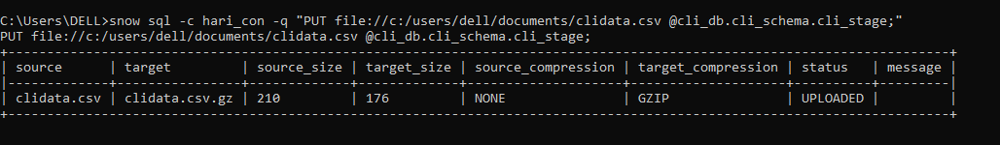 C:\Users\DELL>snow sql -c hari_con -q "PUT file://c:/users/dell/documents/clidata.csv @cli_db.cli_schema.cli_stage;"
PUT file://c:/users/dell/documents/clidata.csv @cli_db.cli_schema.cli_stage;
+-----------------------------------------------------------------------------------------------------------------------+
| source      | target         | source_size | target_size | source_compression | target_compression | status   | message |
|-------------+----------------+-------------+-------------+--------------------+--------------------+----------+---------|
| clidata.csv | clidata.csv.gz | 210         | 176         | NONE               | GZIP               | UPLOADED |         |
+-----------------------------------------------------------------------------------------------------------------------+